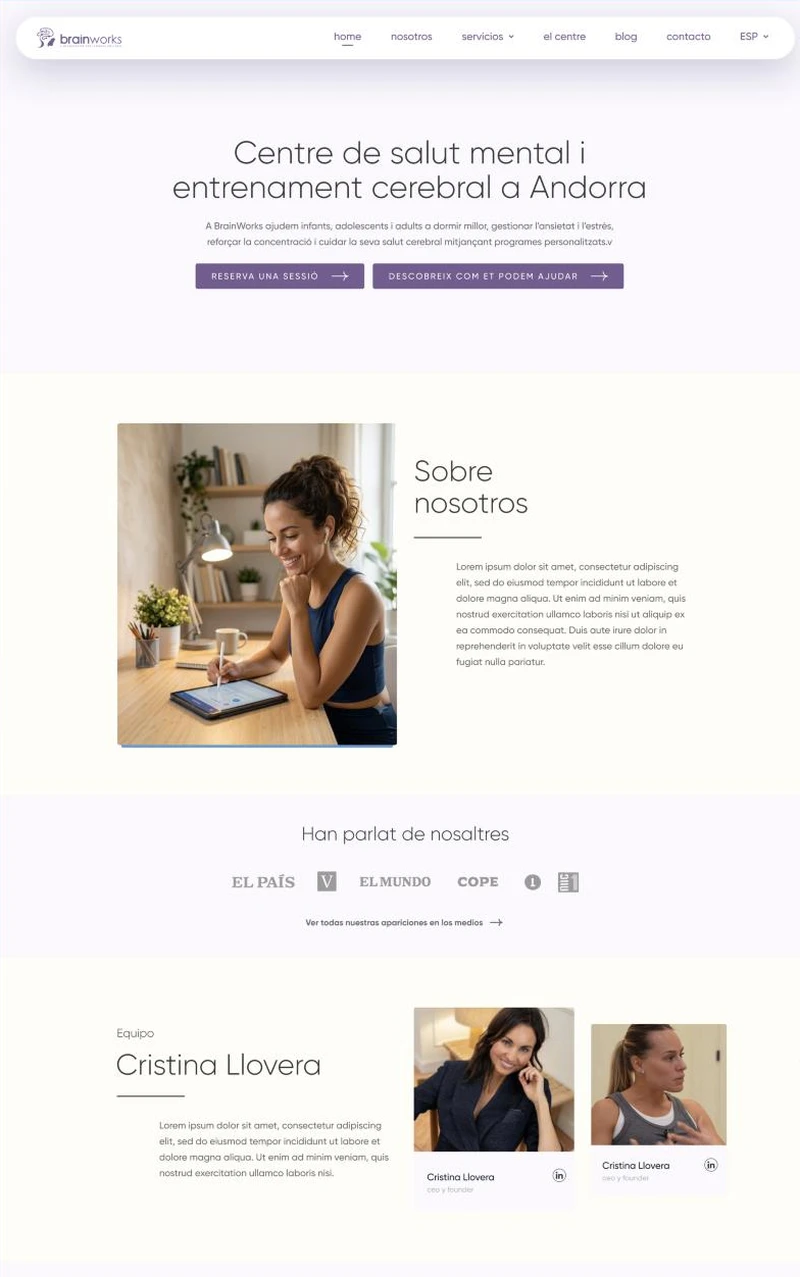 brainworks
home nosotros servicios el centre blog contacto ESP
Centre de salut mental i
entrenament cerebral a Andorra
A BrainWorks ajudem infants, adolescents i adults a dormir millor, gestionar l'ansietat i l'estrès,
reforçar la concentració i cuidar la seva salut cerebral mitjançant programes personalitzats.v
RESERVA UNA SESSIÓ
DESCOBREIX COM ET PODEM AJUDAR
Sobre
nosotros
Lorem ipsum dolor sit amet, consectetur adipiscing
elit, sed do eiusmod tempor incididunt ut labore et
dolore magna aliqua. Ut enim ad minim veniam, quis
nostrud exercitation ullamco laboris nisi ut aliquip ex
ea commodo consequat. Duis aute irure dolor in
reprehenderit in voluptate velit esse cillum dolore eu
fugiat nulla pariatur.
Han parlat de nosaltres
EL PAÍS V EL MUNDO COPE 1
Ver todas nuestras apariciones en los medios
Equipo
Cristina Llovera
Lorem ipsum dolor sit amet, consectetur adipiscing
elit, sed do eiusmod tempor incididunt ut labore et
dolore magna aliqua. Ut enim ad minim veniam, quis
nostrud exercitation ullamco laboris nisi.
Cristina Llovera
ceo y founder
in
Cristina Llovera
ceo y founder
in